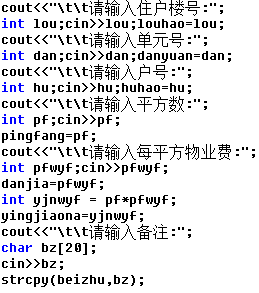 cout<<"\t\t请输入住户楼号:";
int lou;cin>>lou;louhao=lou;
cout<<"\t\t请输入单元号:";
int dan;cin>>dan;danyuan=dan;
cout<<"\t\t请输入户号:";
int hu;cin>>hu;huhao=hu;
cout<<"\t\t请输入平方数:";
int pf;cin>>pf;
pingfang=pf;
cout<<"\t\t请输入每平方物业费:";
int pfwyf;cin>>pfwyf;
danjia=pfwyf;
int yjnwyf = pf*pfwyf;
yingjiaona=yjnwyf;
cout<<"\t\t请输入备注:";
char bz[20];
cin>>bz;
strcpy(beizhu,bz);